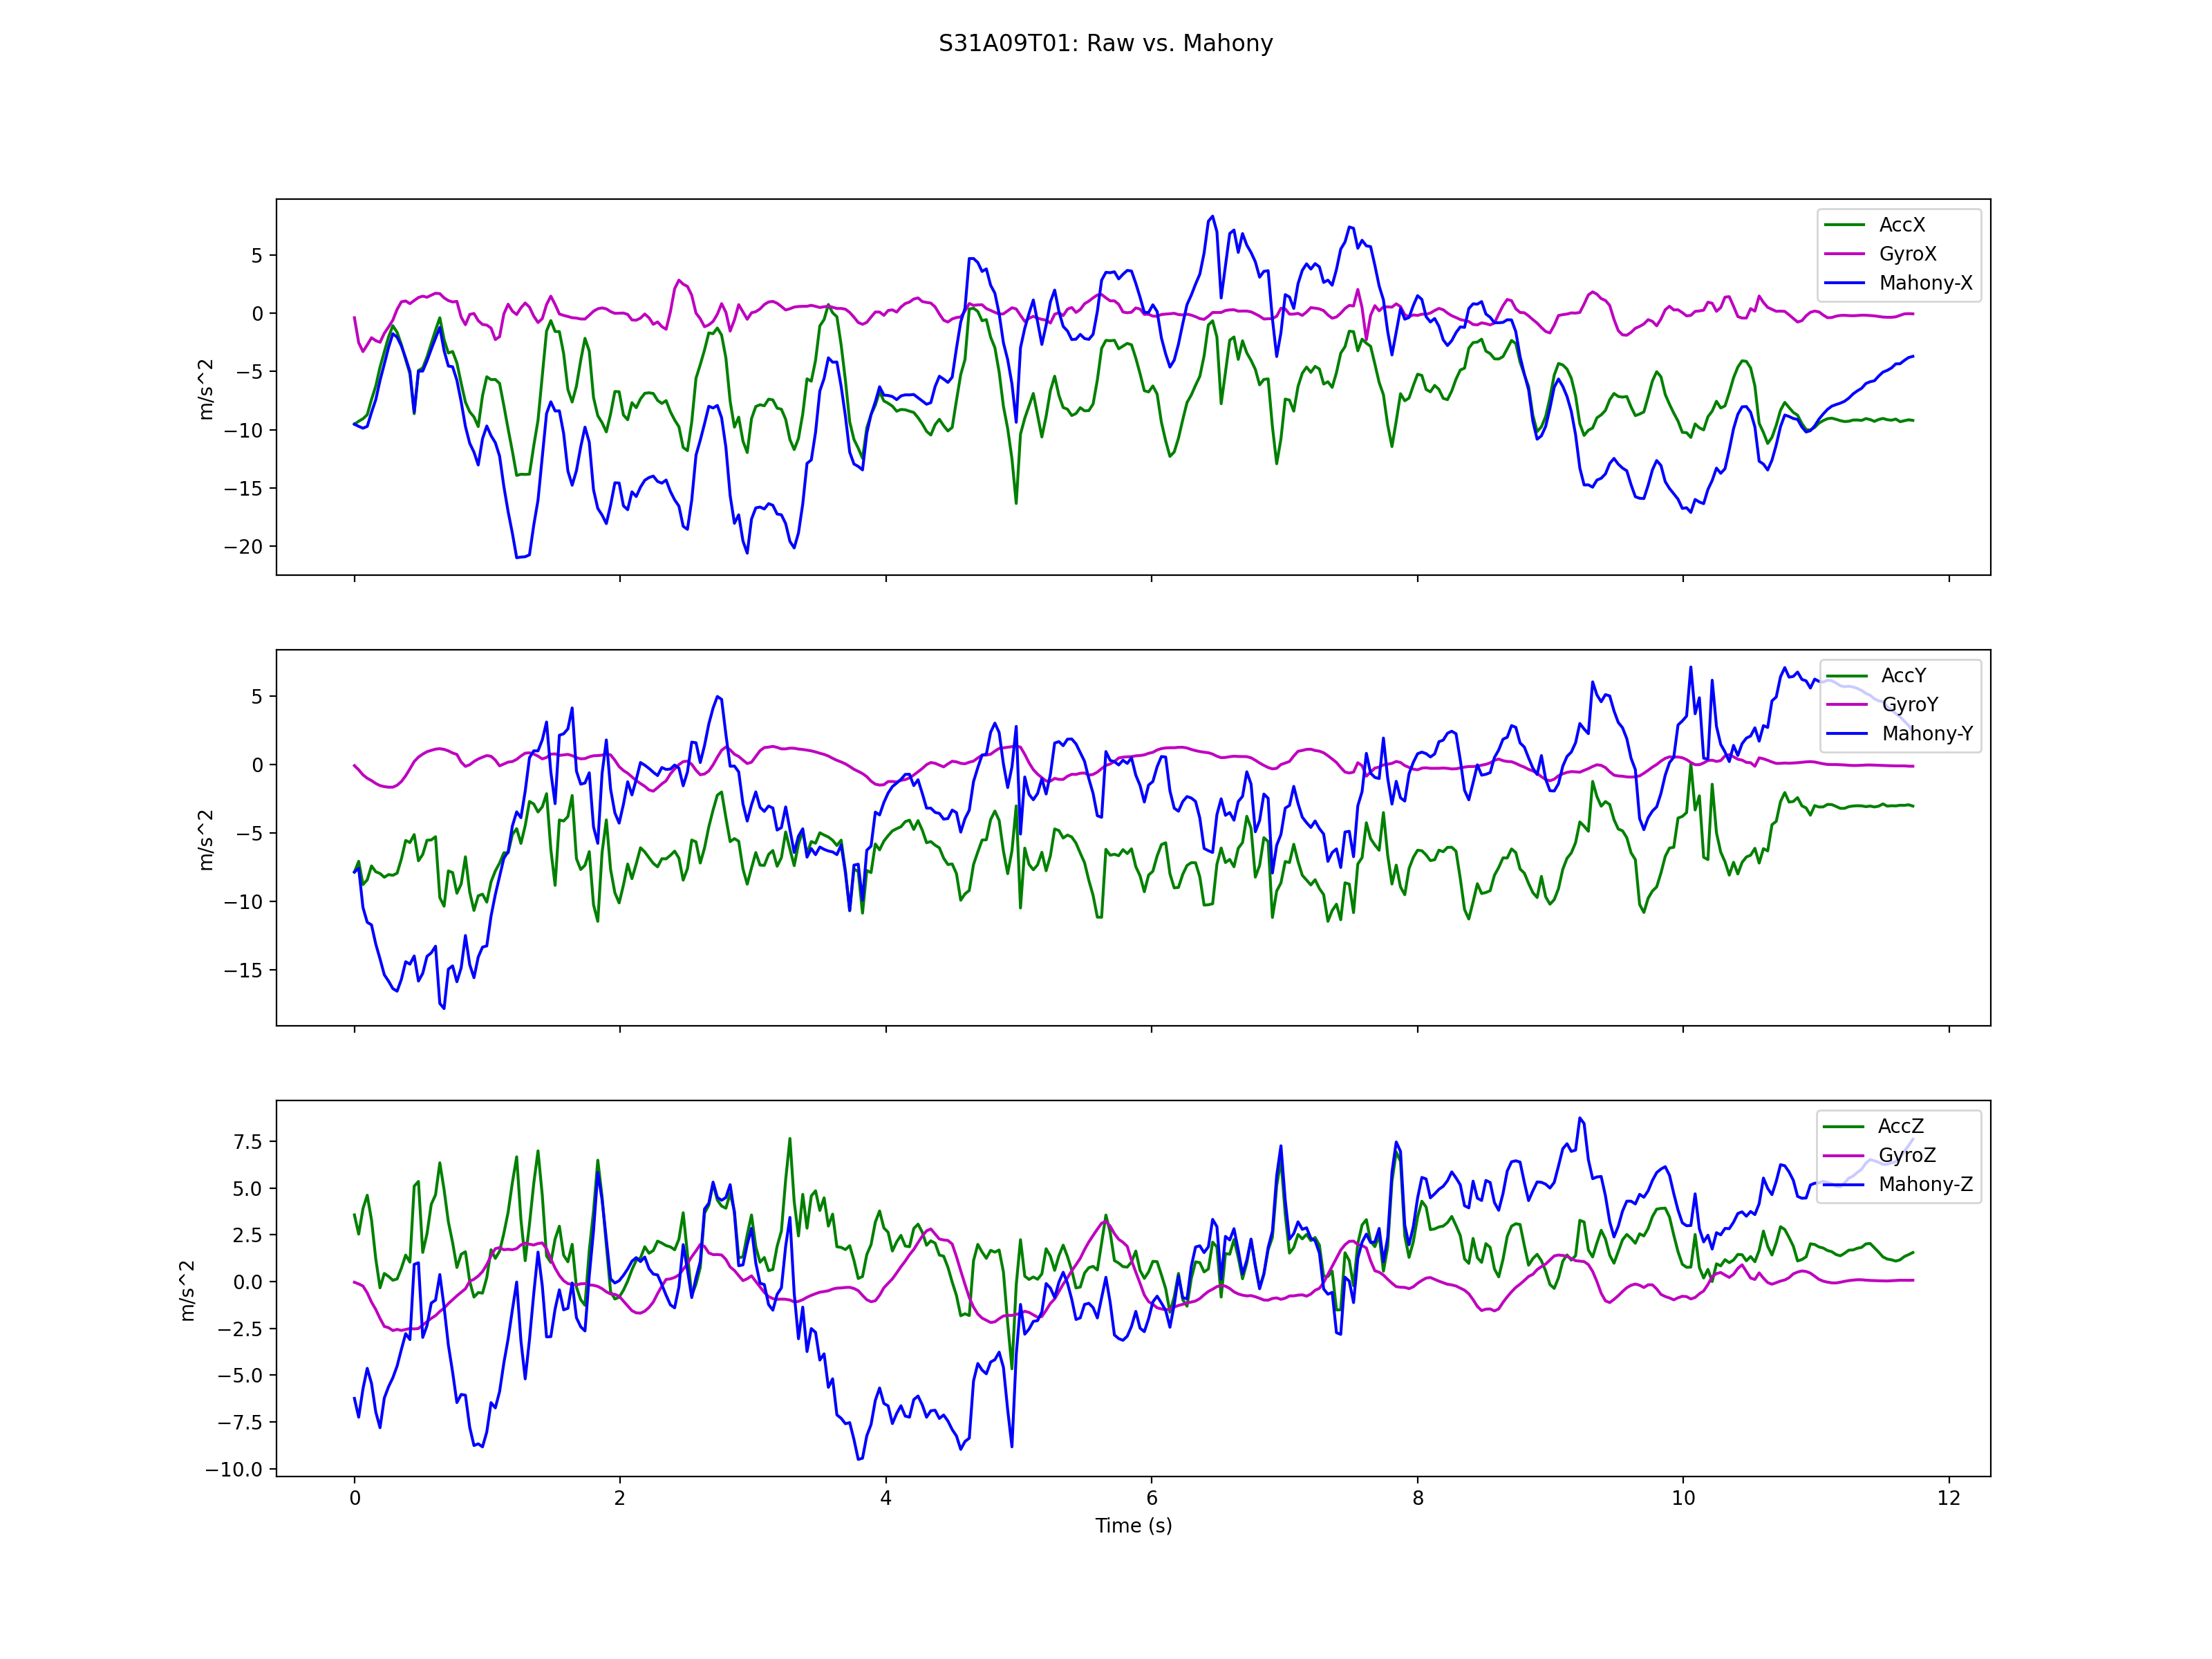 S31A09T01: Raw vs. Mahony
5
0
−5
−10
−15
−20
m/s^2
AccX
GyroX
Mahony-X
5
0
−5
−10
−15
m/s^2
AccY
GyroY
Mahony-Y
7.5
5.0
2.5
0.0
−2.5
−5.0
−7.5
−10.0
m/s^2
AccZ
GyroZ
Mahony-Z
0 2 4 6 8 10 12
Time (s)